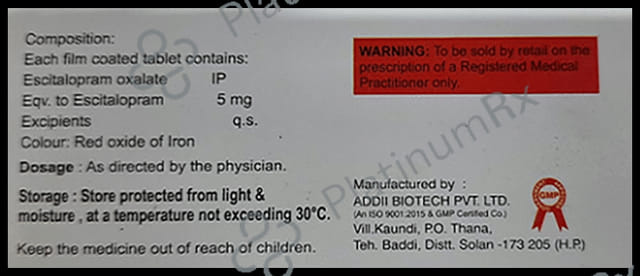 Composition:
Each film coated tablet contains:
Escitalopram oxalate IP
Eqv. to Escitalopram 5 mg
Excipients q.s.
Colour: Red oxide of Iron
Dosage : As directed by the physician.
Storage : Store protected from light &
moisture , at a temperature not exceeding 30°C.
Keep the medicine out of reach of children.
WARNING: To be sold by retail on the
prescription of a Registered Medical
Practitioner only.
Manufactured by :
ADDII BIOTECH PVT. LTD.
(An ISO 9001:2015 & GMP Certified Co.)
Vill.Kaundi, P.O. Thana,
Teh. Baddi, Distt. Solan -173 205 (H.P.)
GMP
PlatinumRx